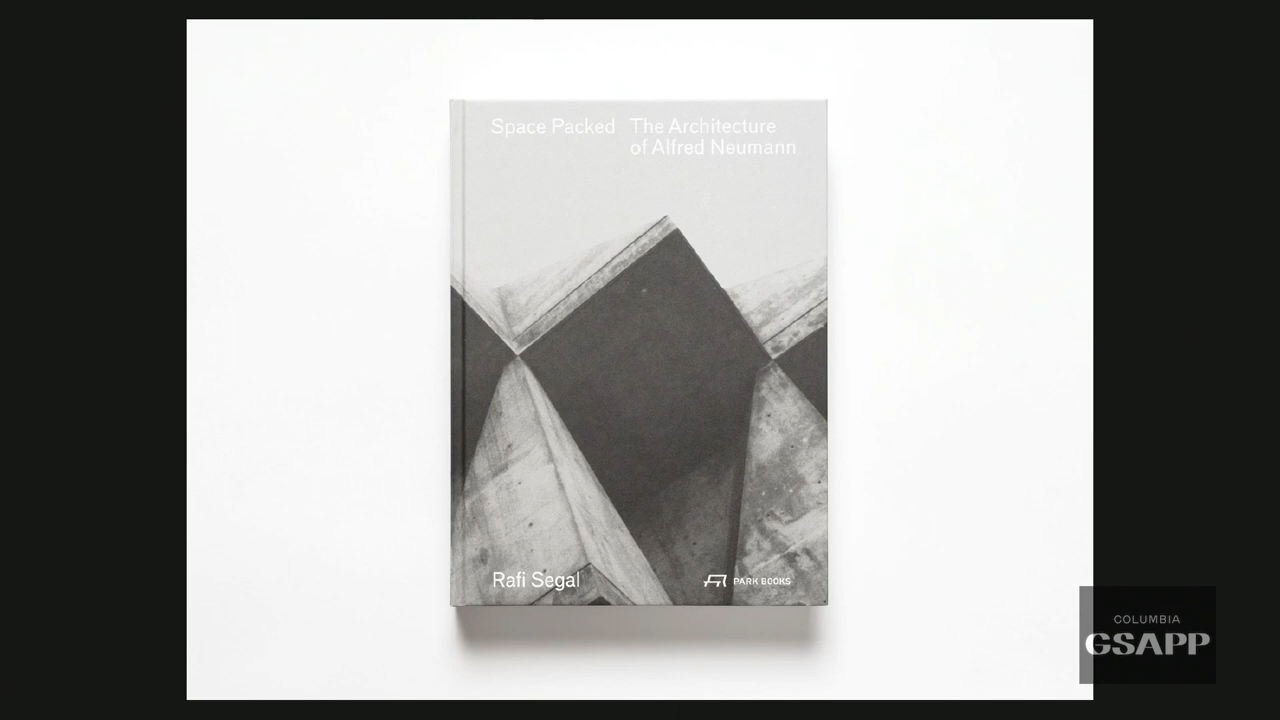 Space Packed The Architecture
of Alfred Neumann
Rafi Segal
PARK BOOKS
COLUMBIA
GSAPP